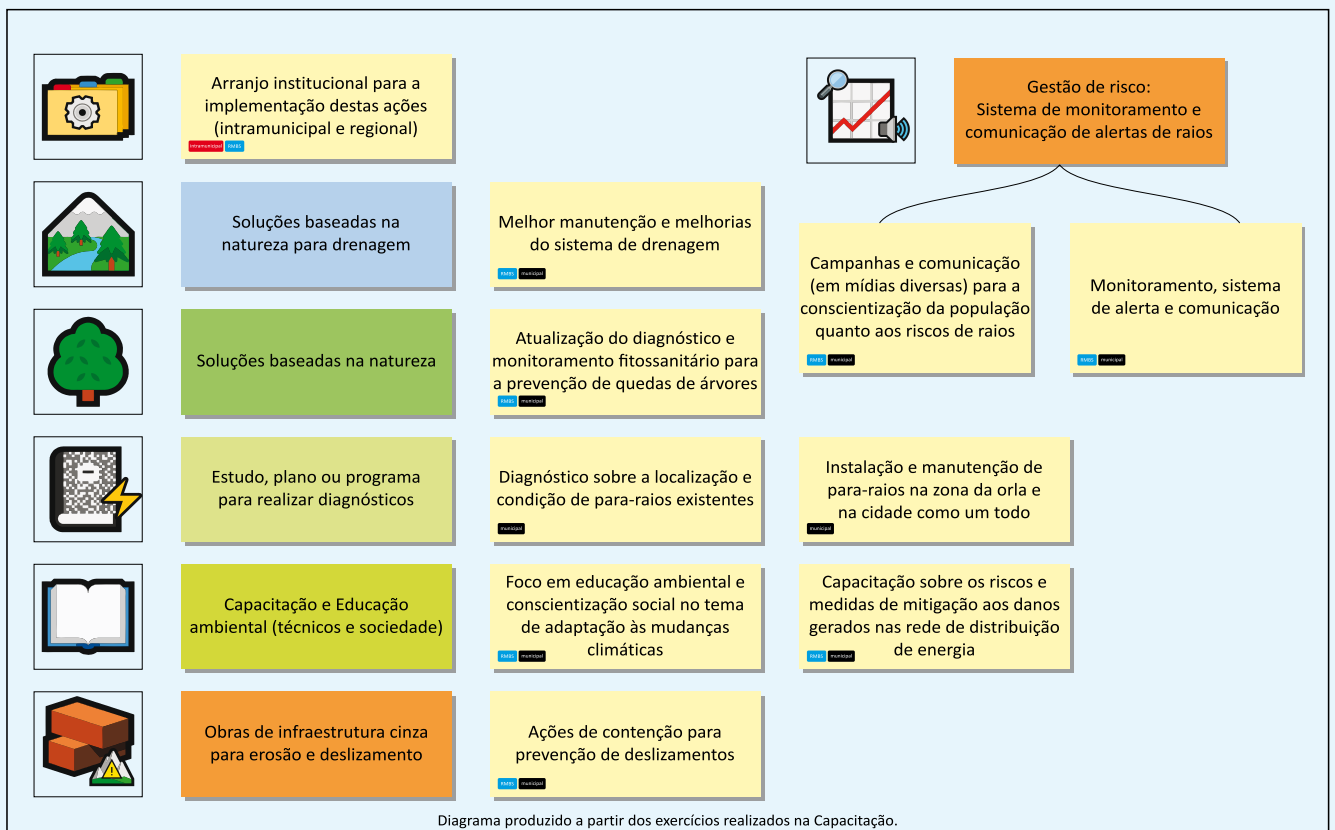 Arranjo institucional para a
implementação destas ações
(intramunicipal e regional)
intramunicipal RMBS
Gestão de risco:
Sistema de monitoramento e
comunicação de alertas de raios
Soluções baseadas na
natureza para drenagem
Melhor manutenção e melhorias
do sistema de drenagem
RMBS municipal
Campanhas e comunicação
(em mídias diversas) para a
conscientização da população
quanto aos riscos de raios
RMBS municipal
Monitoramento, sistema
de alerta e comunicação
RMBS municipal
Soluções baseadas na natureza
Atualização do diagnóstico e
monitoramento fitossanitário para
a prevenção de quedas de árvores
RMBS municipal
Estudo, plano ou programa
para realizar diagnósticos
Diagnóstico sobre a localização e
condição de para-raios existentes
municipal
Instalação e manutenção de
para-raios na zona da orla e
na cidade como um todo
municipal
Capacitação e Educação
ambiental (técnicos e sociedade)
Foco em educação ambiental e
conscientização social no tema
de adaptação às mudanças
climáticas
RMBS municipal
Capacitação sobre os riscos e
medidas de mitigação aos danos
gerados nas rede de distribuição
de energia
RMBS municipal
Obras de infraestrutura cinza
para erosão e deslizamento
Ações de contenção para
prevenção de deslizamentos
RMBS municipal
Diagrama produzido a partir dos exercícios realizados na Capacitação.